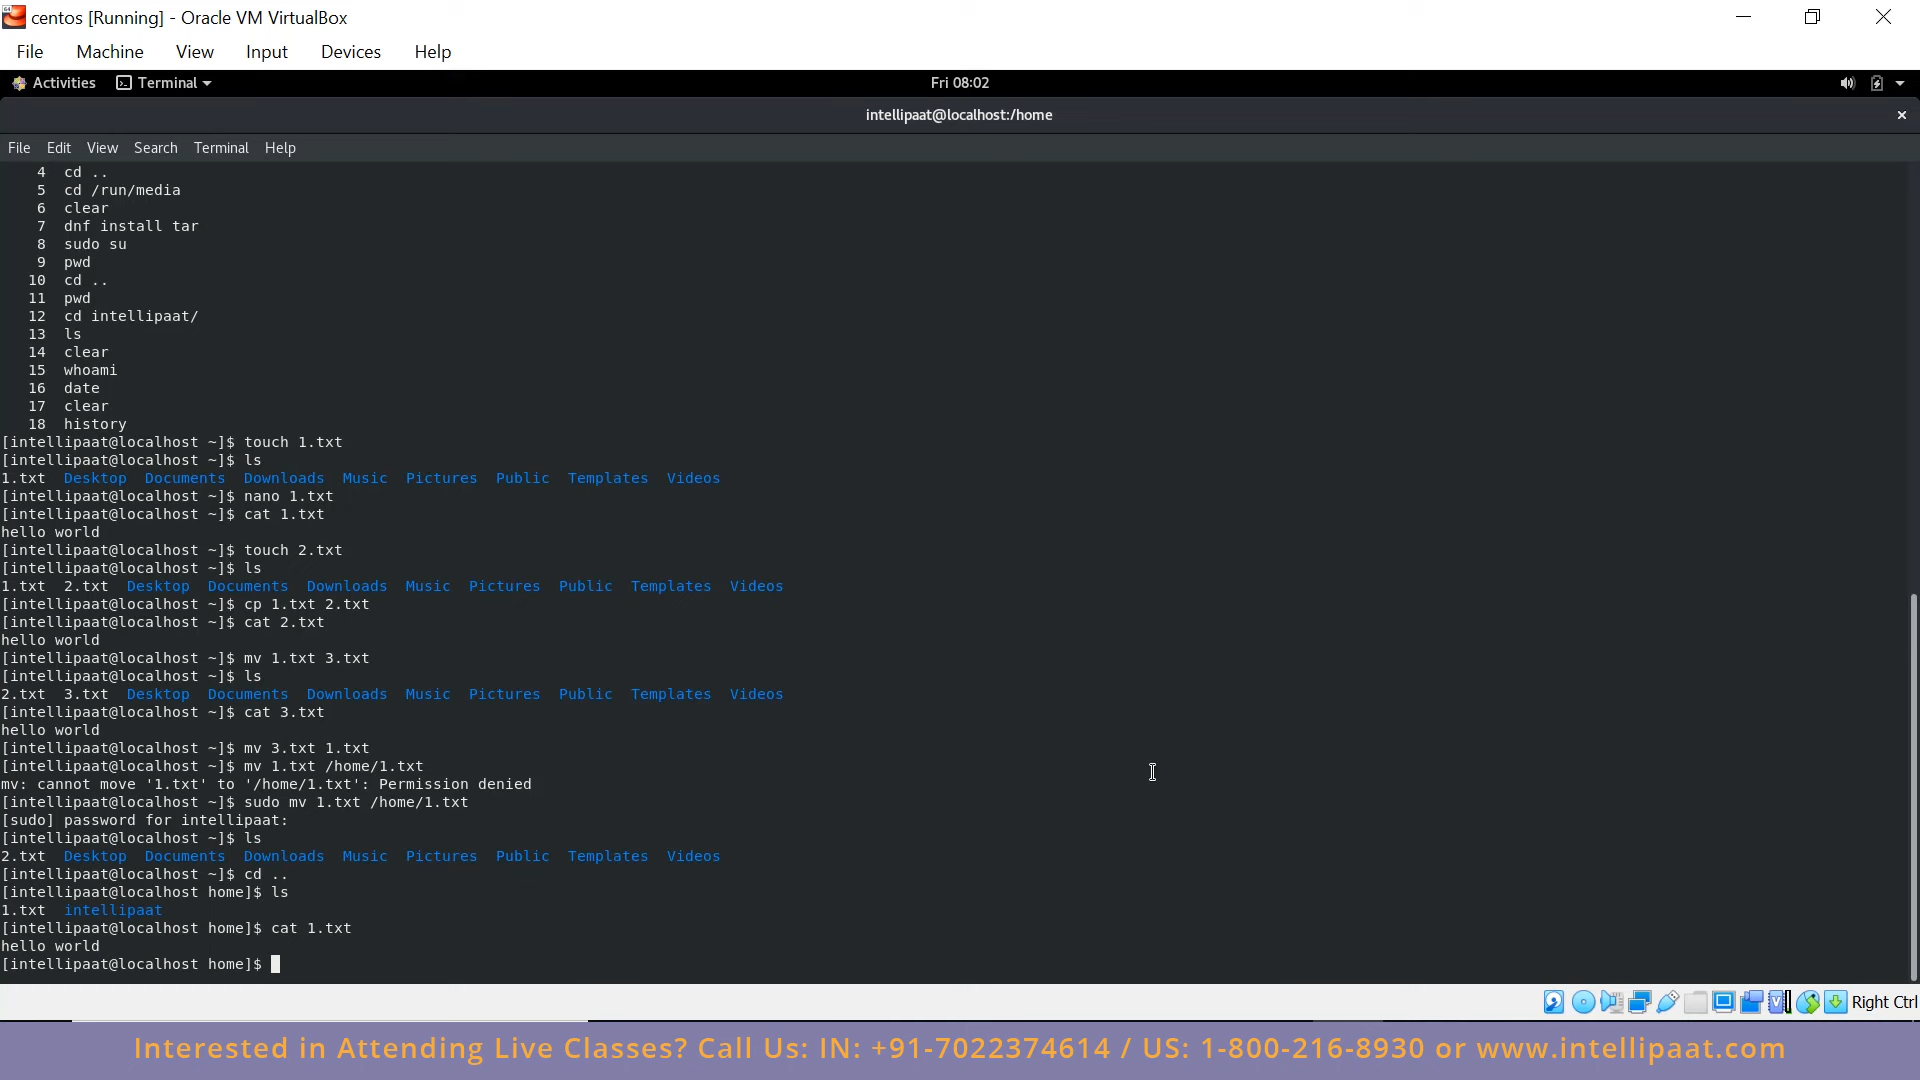 centos [Running] - Oracle VM VirtualBox
File Machine View Input Devices Help
Activities Terminal Fri 08:02
intellipaat@localhost:/home
File Edit View Search Terminal Help
4 cd ..
5 cd /run/media
6 clear
7 dnf install tar
8 sudo su
9 pwd
10 cd ..
11 pwd
12 cd intellipaat/
13 ls
14 clear
15 whoami
16 date
17 clear
18 history
[intellipaat@localhost ~]$ touch 1.txt
[intellipaat@localhost ~]$ ls
1.txt Desktop Documents Downloads Music Pictures Public Templates Videos
[intellipaat@localhost ~]$ nano 1.txt
[intellipaat@localhost ~]$ cat 1.txt
hello world
[intellipaat@localhost ~]$ touch 2.txt
[intellipaat@localhost ~]$ ls
1.txt 2.txt Desktop Documents Downloads Music Pictures Public Templates Videos
[intellipaat@localhost ~]$ cp 1.txt 2.txt
[intellipaat@localhost ~]$ cat 2.txt
hello world
[intellipaat@localhost ~]$ mv 1.txt 3.txt
[intellipaat@localhost ~]$ ls
2.txt 3.txt Desktop Documents Downloads Music Pictures Public Templates Videos
[intellipaat@localhost ~]$ cat 3.txt
hello world
[intellipaat@localhost ~]$ mv 3.txt 1.txt
[intellipaat@localhost ~]$ mv 1.txt /home/1.txt
mv: cannot move '1.txt' to '/home/1.txt': Permission denied
[intellipaat@localhost ~]$ sudo mv 1.txt /home/1.txt
[sudo] password for intellipaat:
[intellipaat@localhost ~]$ ls
2.txt Desktop Documents Downloads Music Pictures Public Templates Videos
[intellipaat@localhost ~]$ cd ..
[intellipaat@localhost home]$ ls
1.txt intellipaat
[intellipaat@localhost home]$ cat 1.txt
hello world
[intellipaat@localhost home]$
Right Ctrl
Interested in Attending Live Classes? Call Us: IN: +91-7022374614 / US: 1-800-216-8930 or www.intellipaat.com